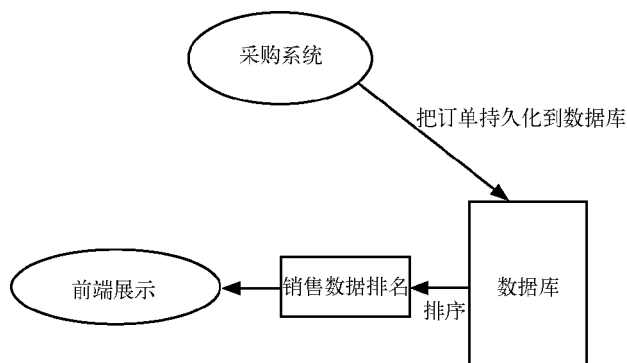 采购系统
把订单持久化到数据库
前端展示
销售数据排名
排序
数据库